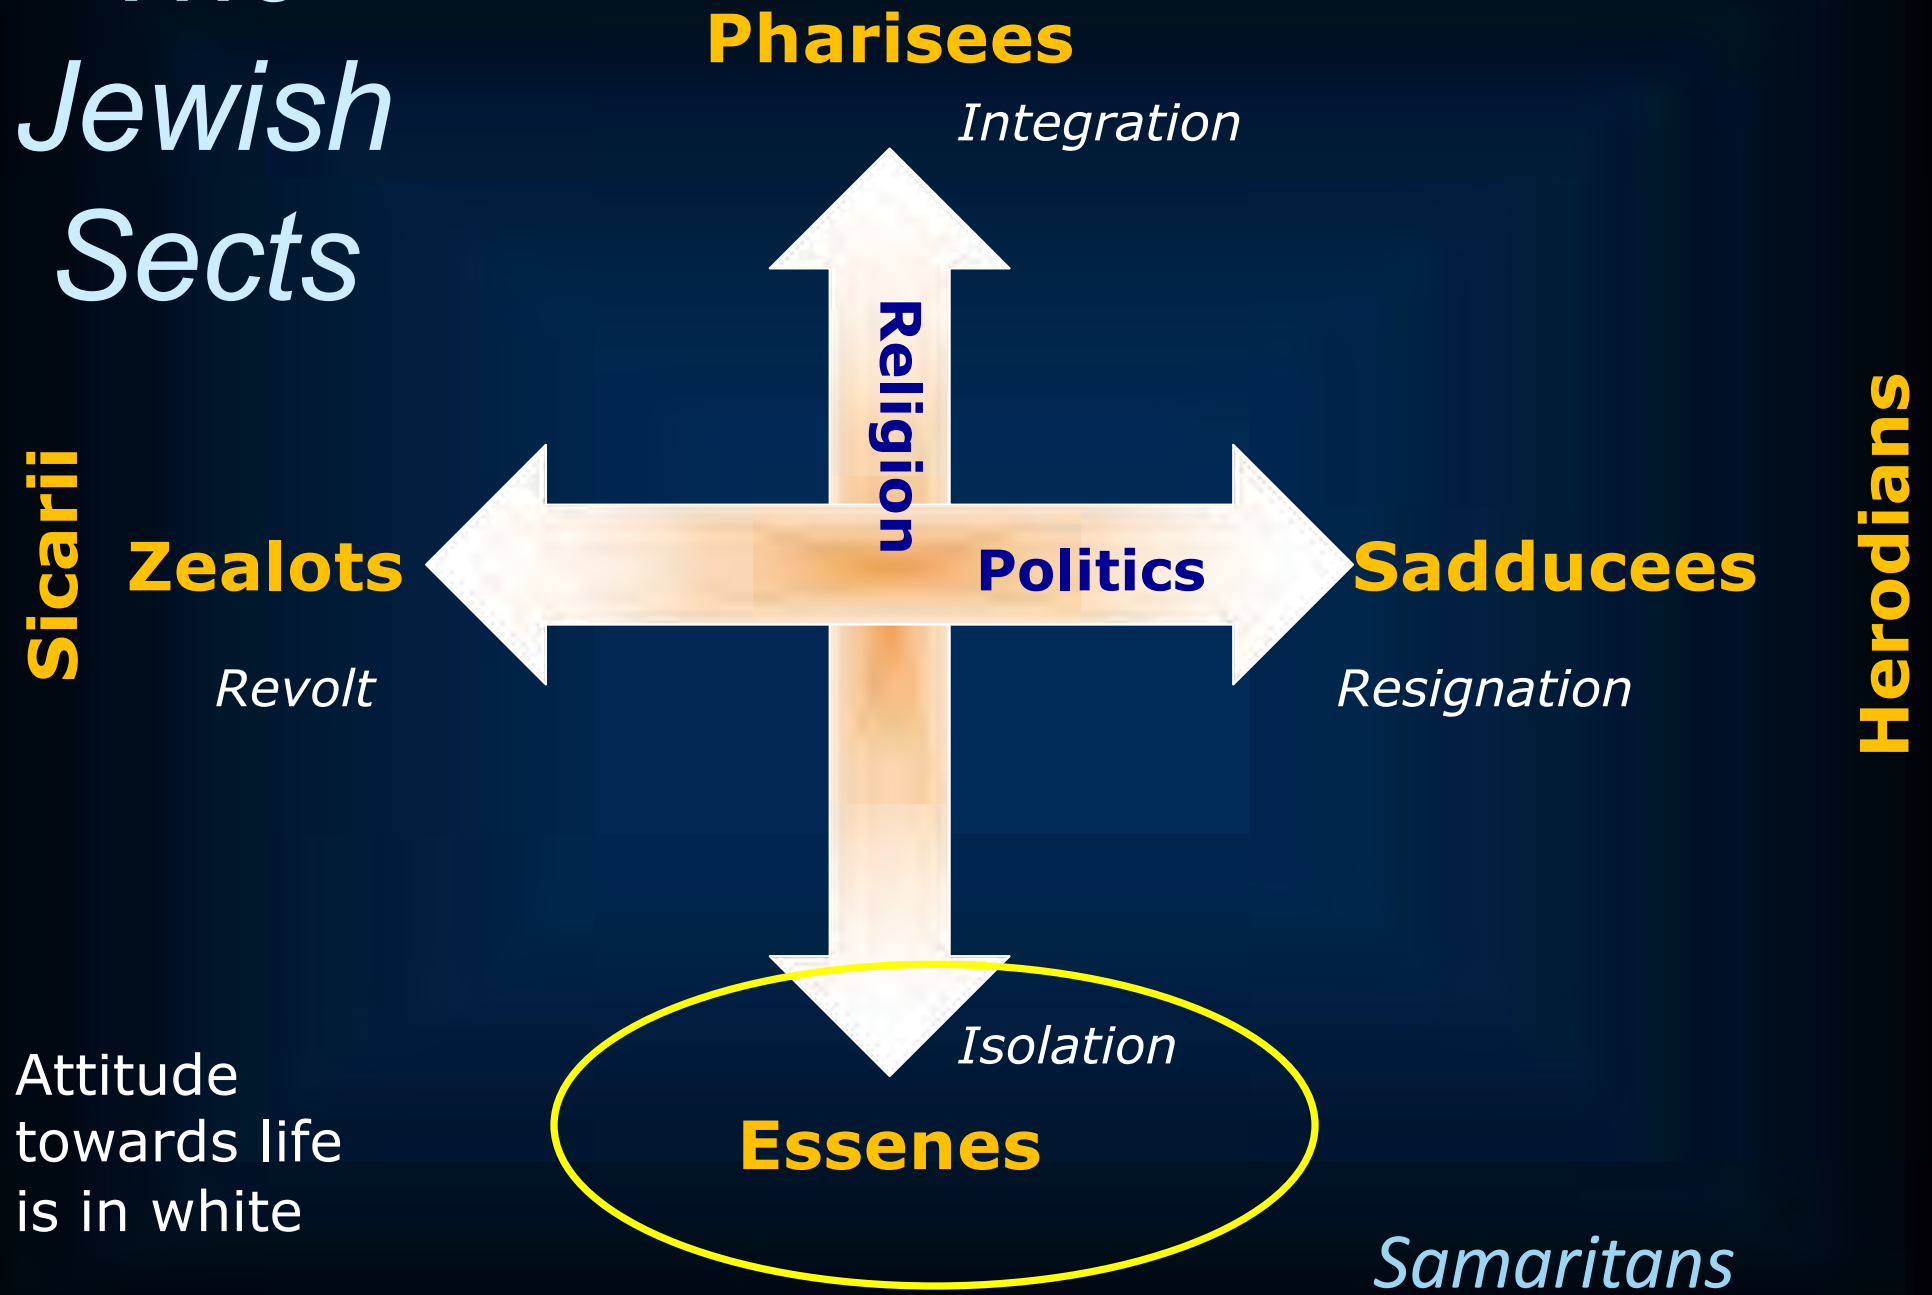 Jewish
Sects
Pharisees
Integration
Religion
Politics
Sicarii
Zealots
Revolt
Sadducees
Resignation
Herodians
Isolation
Essenes
Attitude
towards life
is in white
Samaritans